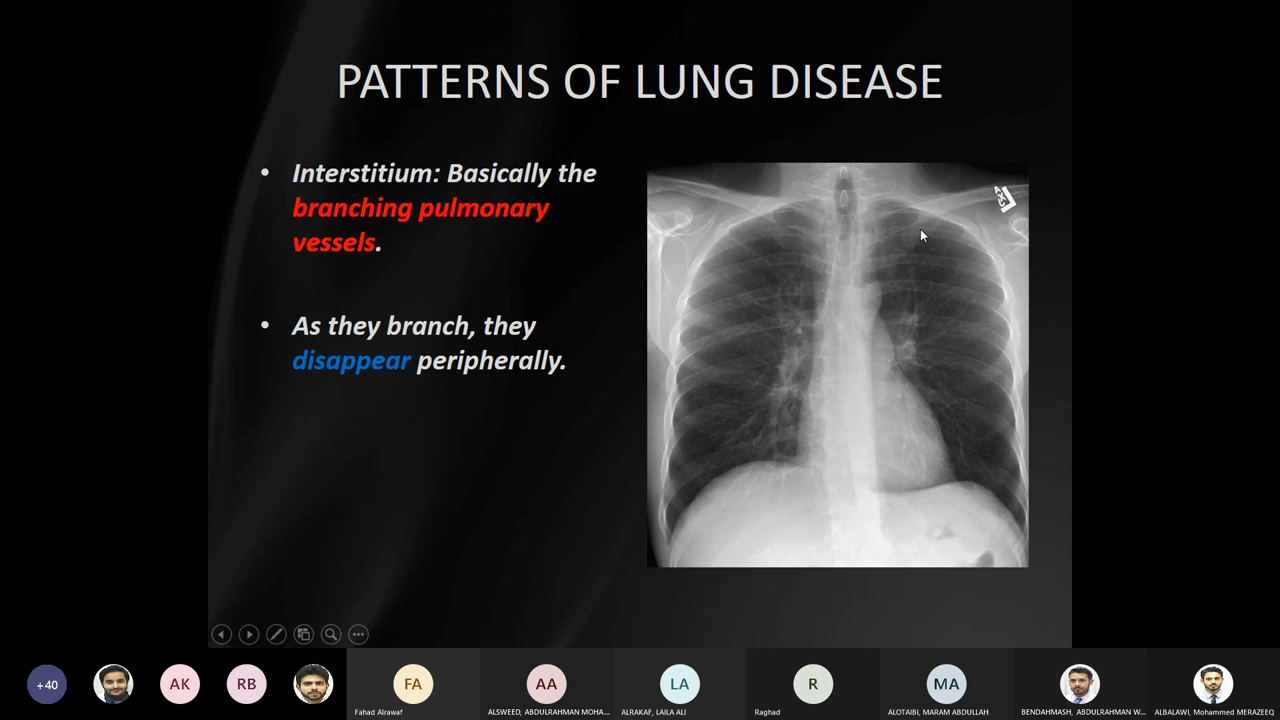 PATTERNS OF LUNG DISEASE
• Interstitium: Basically the
branching pulmonary
vessels.
• As they branch, they
disappear peripherally.
+40
AK
RB
FA
AA
LA
R
MA
Fahad Alrawaf
ALSWEED, ABDULRAHMAN MOHA...
ALRAKAF, LAILA ALI
Raghad
ALOTAIBI, MARAM ABDULLAH
BENDAHMASH, ABDULRAHMAN W...
ALBALAWI, Mohammed MERAZEEQ